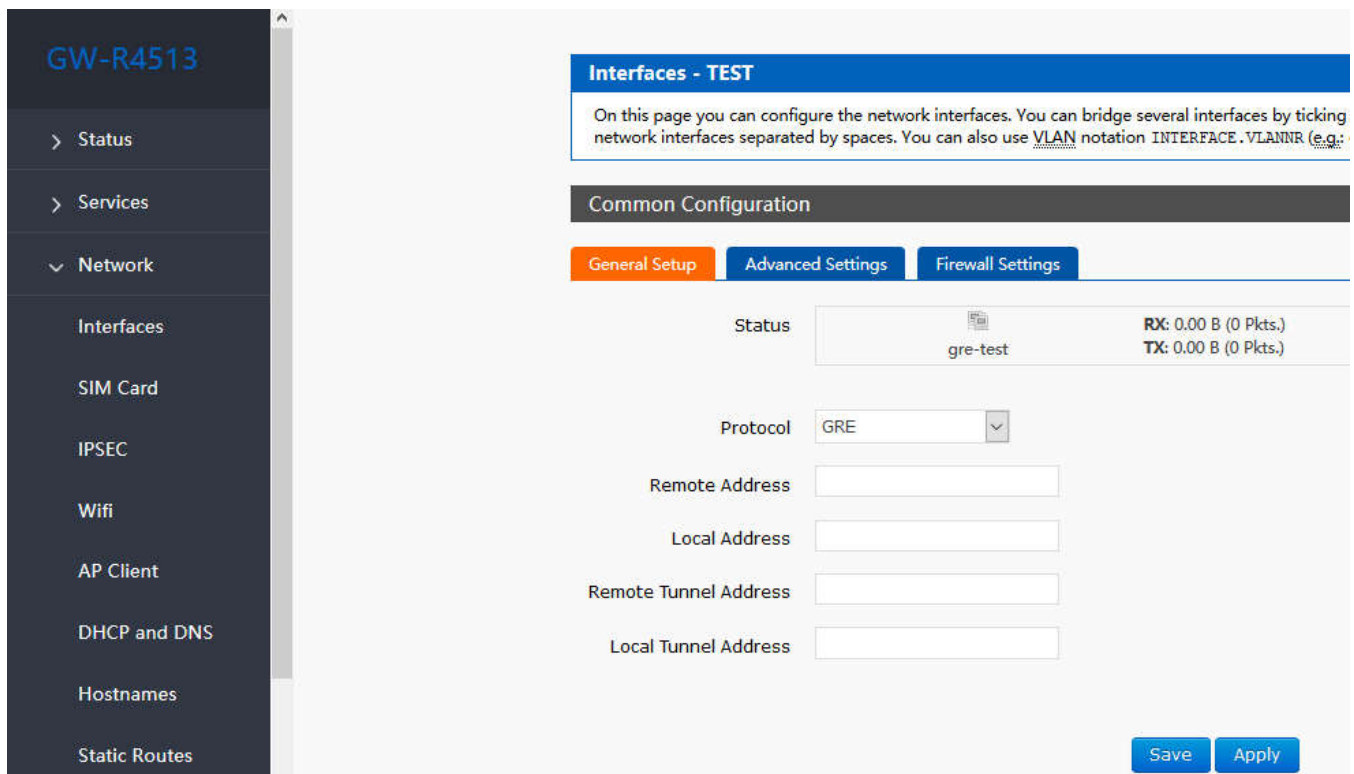 GW-R4513
Status
Services
Network
Interfaces
SIM Card
IPSEC
Wifi
AP Client
DHCP and DNS
Hostnames
Static Routes
Interfaces - TEST
On this page you can configure the network interfaces. You can bridge several interfaces by ticking
network interfaces separated by spaces. You can also use VLAN notation INTERFACE.VLANNR (e.g.:
Common Configuration
General Setup
Advanced Settings
Firewall Settings
Status
gre-test
RX: 0.00 B (0 Pkts.)
TX: 0.00 B (0 Pkts.)
Protocol
GRE
Remote Address
Local Address
Remote Tunnel Address
Local Tunnel Address
Save
Apply